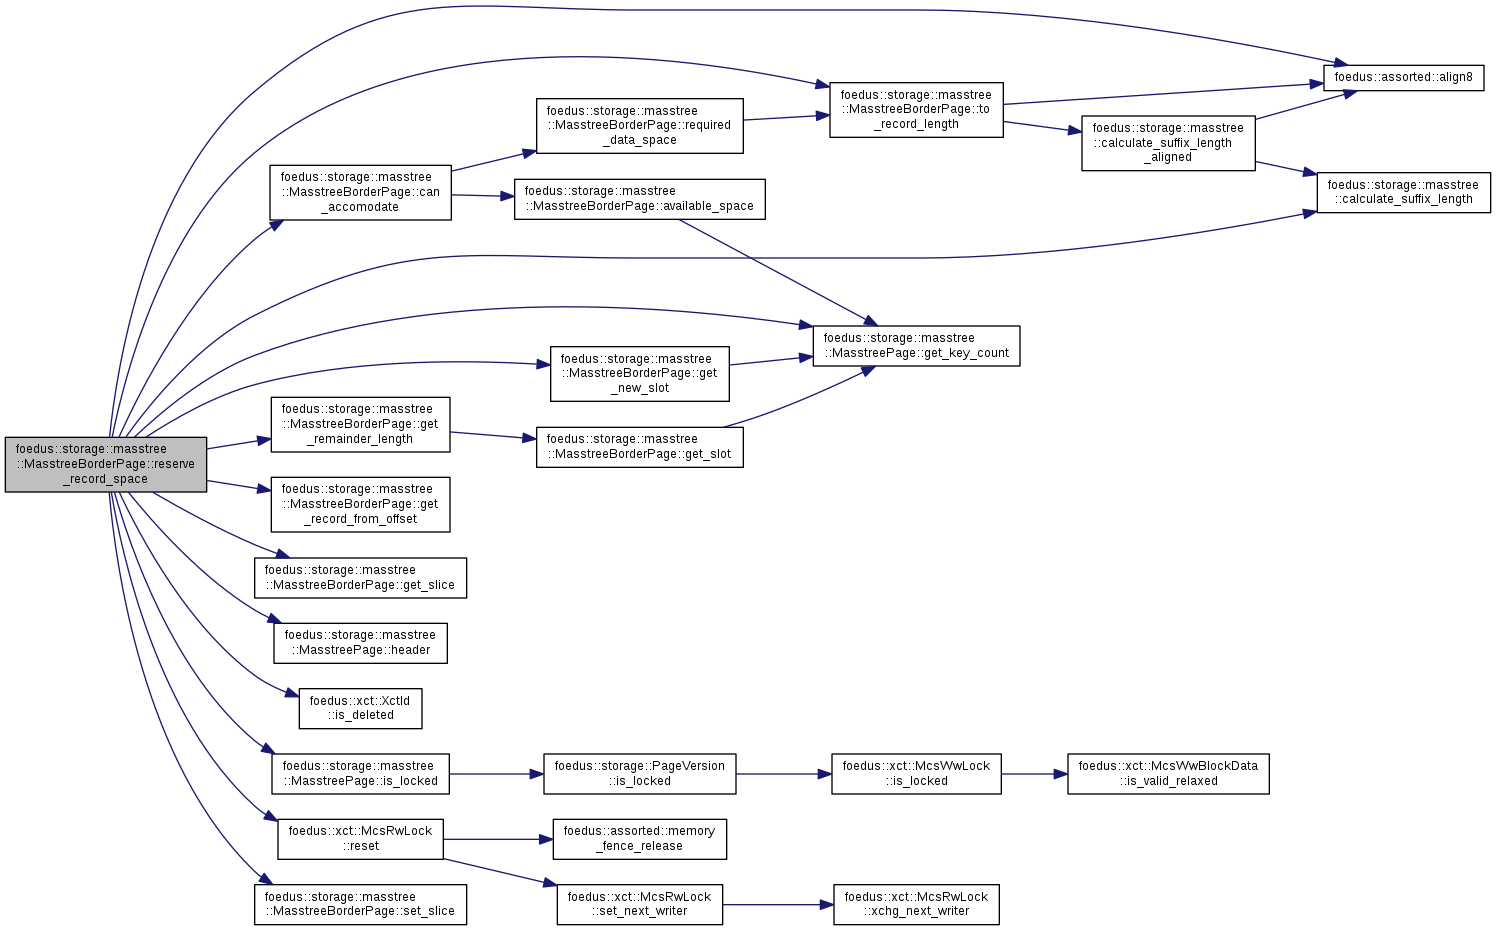 foedus::storage::masstree
::MasstreeBorderPage::reserve
_record_space
foedus::storage::masstree
::MasstreeBorderPage::can
_accomodate
foedus::storage::masstree
::MasstreeBorderPage::required
_data_space
foedus::storage::masstree
::MasstreeBorderPage::available_space
foedus::storage::masstree
::MasstreeBorderPage::to
_record_length
foedus::assorted::align8
foedus::storage::masstree
::calculate_suffix_length
_aligned
foedus::storage::masstree
::calculate_suffix_length
foedus::storage::masstree
::MasstreePage::get_key_count
foedus::storage::masstree
::MasstreeBorderPage::get
_new_slot
foedus::storage::masstree
::MasstreeBorderPage::get
_remainder_length
foedus::storage::masstree
::MasstreeBorderPage::get_slot
foedus::storage::masstree
::MasstreeBorderPage::get
_record_from_offset
foedus::storage::masstree
::MasstreeBorderPage::get_slice
foedus::storage::masstree
::MasstreePage::header
foedus::xct::XctId
::is_deleted
foedus::storage::masstree
::MasstreePage::is_locked
foedus::storage::PageVersion
::is_locked
foedus::xct::McsWwLock
::is_locked
foedus::xct::McsWwBlockData
::is_valid_relaxed
foedus::xct::McsRwLock
::reset
foedus::assorted::memory
_fence_release
foedus::xct::McsRwLock
::set_next_writer
foedus::xct::McsRwLock
::xchg_next_writer
foedus::storage::masstree
::MasstreeBorderPage::set_slice